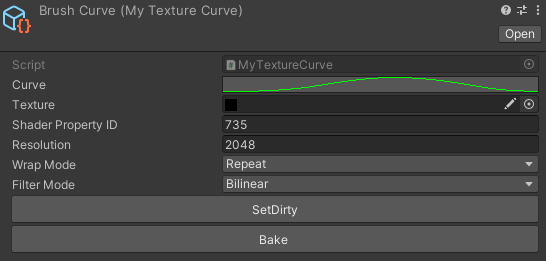 Brush Curve (My Texture Curve)
Open
Script MyTextureCurve
Curve
Texture
Shader Property ID 735
Resolution 2048
Wrap Mode Repeat
Filter Mode Bilinear
SetDirty
Bake